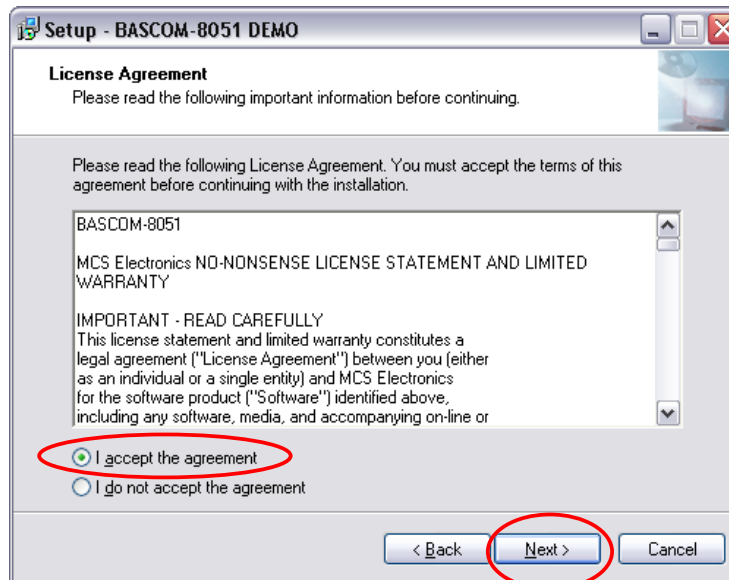 Setup - BASCOM-8051 DEMO
License Agreement
Please read the following important information before continuing.
Please read the following License Agreement. You must accept the terms of this
agreement before continuing with the installation.
BASCOM-8051
MCS Electronics NO-NONSENSE LICENSE STATEMENT AND LIMITED
WARRANTY
IMPORTANT - READ CAREFULLY
This license statement and limited warranty constitutes a
legal agreement ("License Agreement") between you (either
as an individual or a single entity) and MCS Electronics
for the software product ("Software") identified above,
including any software, media, and accompanying on-line or
I accept the agreement
I do not accept the agreement
< Back
Next >
Cancel